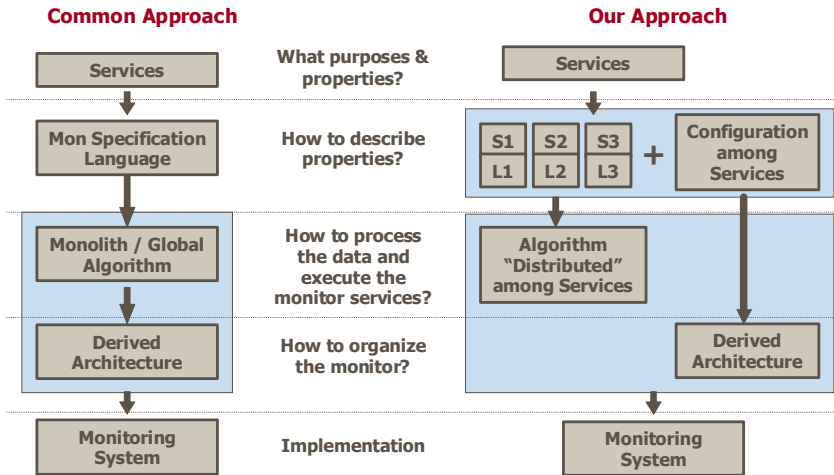 Common Approach
Our Approach
Services
What purposes &
properties?
Services
Mon Specification
Language
How to describe
properties?
S1
S2
S3
L1
L2
L3
+
Configuration
among
Services
Monolith / Global
Algorithm
How to process
the data and
execute the
monitor services?
Algorithm
“Distributed”
among Services
Derived
Architecture
How to organize
the monitor?
Derived
Architecture
Monitoring
System
Implementation
Monitoring
System